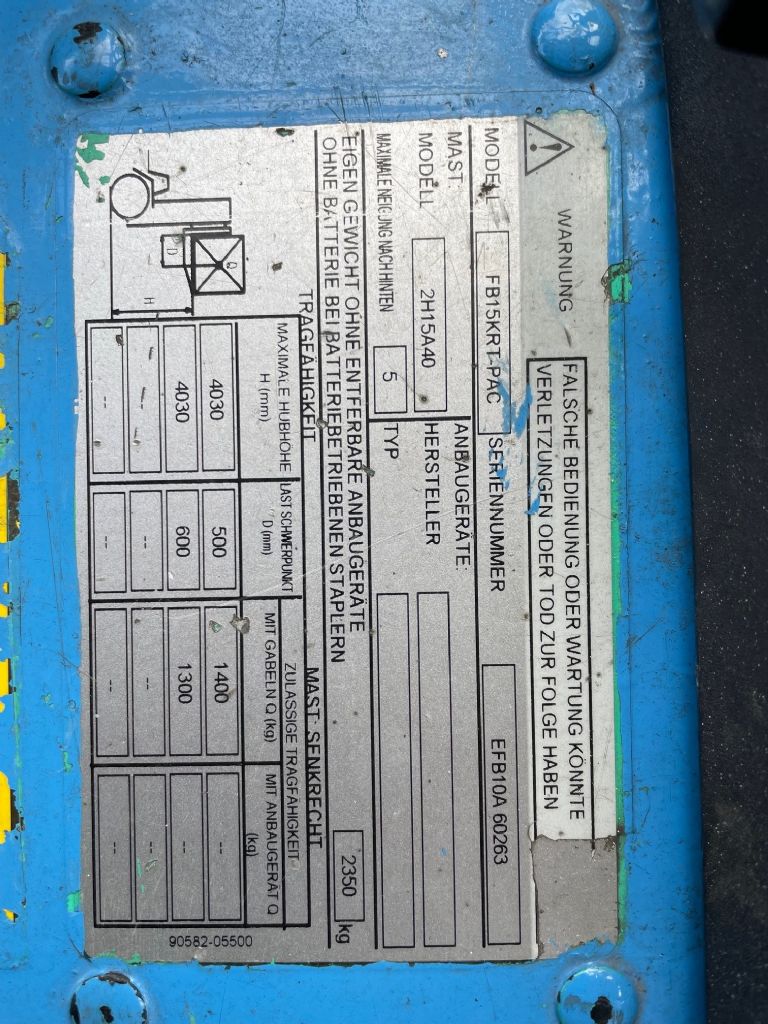 WARNUNG
FALSCHE BEDIENUNG ODER WARTUNG KÖNNTE
VERLETZUNGEN ODER TOD ZUR FOLGE HABEN
MODELL FB15KRT-PAC SERIENNUMMER EFB10A 60263
MAST: ANBAUGERÄTE:
MODELL 2H15A40 HERSTELLER
MAXIMALE NEIGUNG NACH HINTEN 5 TYP
EIGEN GEWICHT OHNE ENTFERBARE ANBAUGERÄTE
OHNE BATTERIE BEI BATTERIEBETRIEBENEN STAPLERN 2350 kg
TRAGFÄHIGKEIT MAST: SENKRECHT
MAXIMALE HUBHÖHE LAST SCHWERPUNKT ZULÄSSIGE TRAGFÄHIGKEIT
H (mm) D (mm) MIT GABELN Q (kg) MIT ANBAUGERÄT Q (kg)
4030 500 1400 --
4030 600 1300 --
-- -- -- --
-- -- -- --
Q
D
H
90582-05500